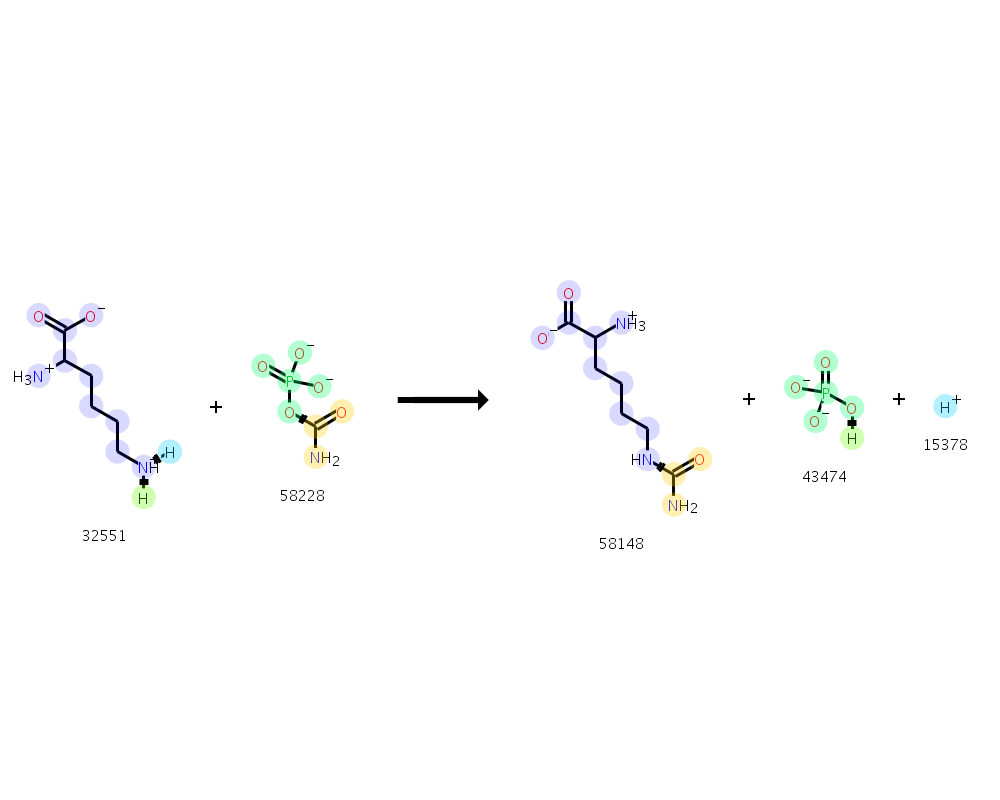 O O⁻
H₃N⁺
NH⁺ H
H
32551
+
O O⁻
P O⁻
O O
NH₂
58228
O
O⁻ NH₃⁺
HN O
NH₂
58148
+
O
O⁻ P
O⁻ O
H
43474
+
H⁺
15378